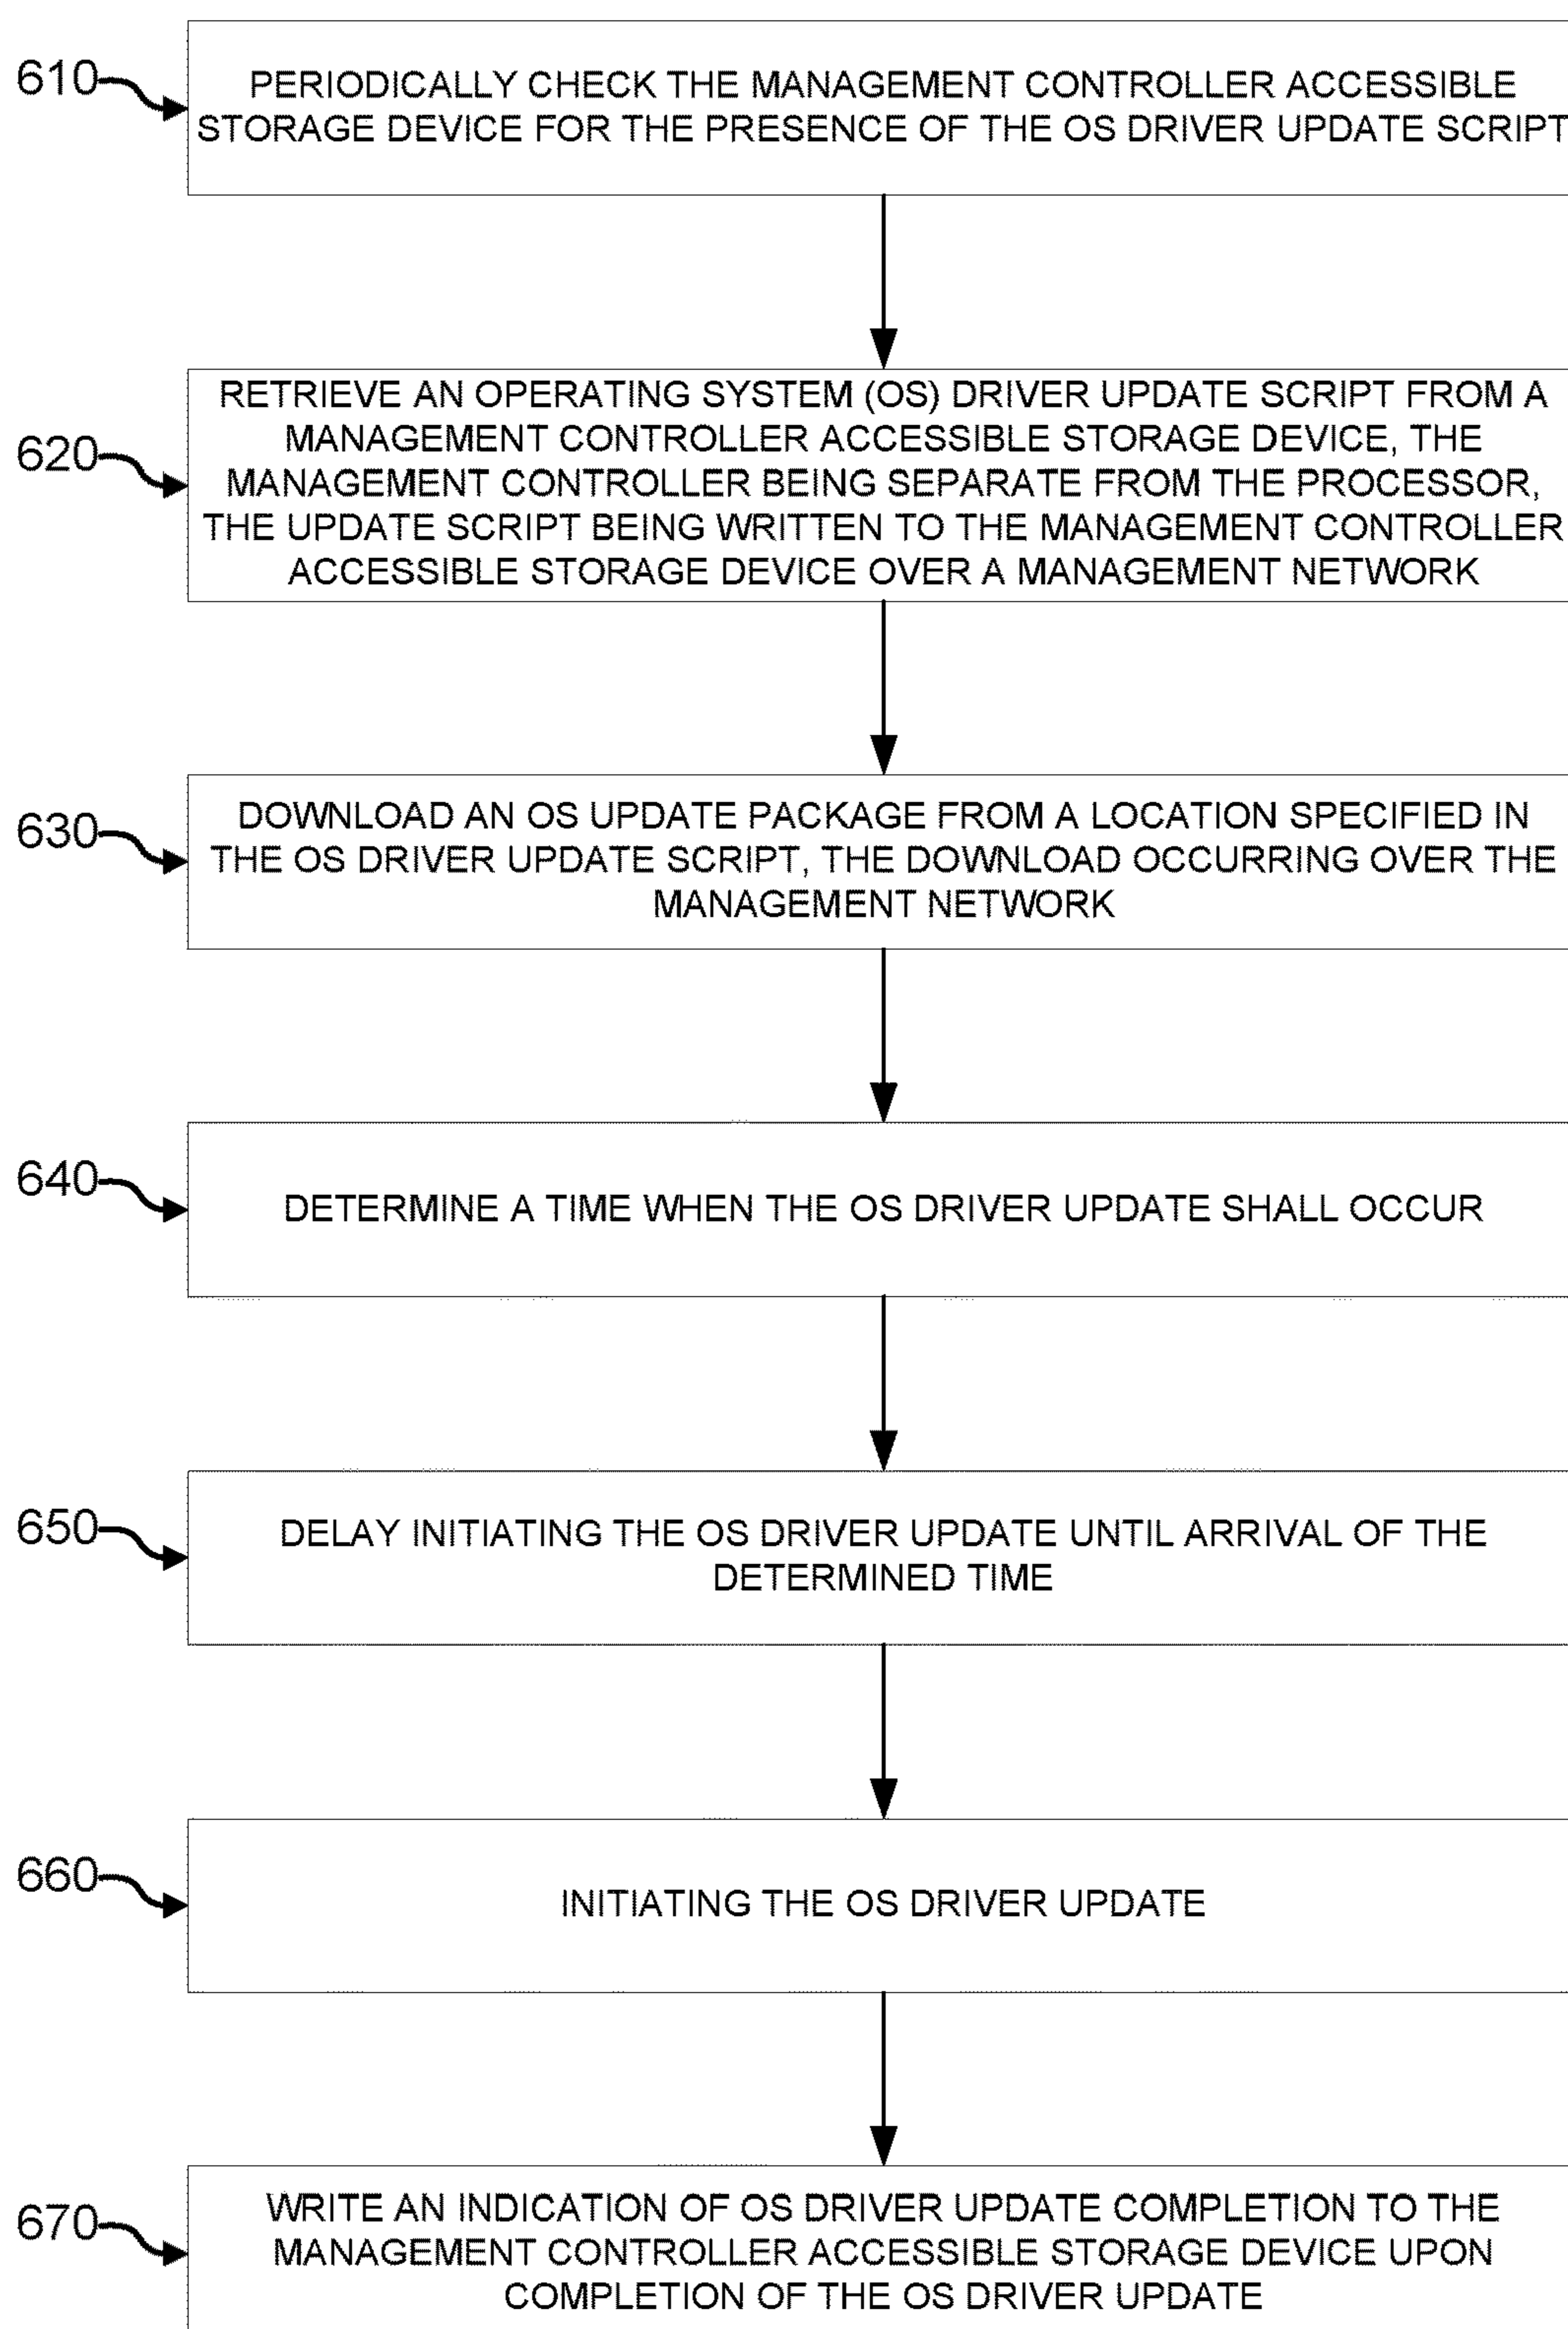 610
PERIODICALLY CHECK THE MANAGEMENT CONTROLLER ACCESSIBLE
STORAGE DEVICE FOR THE PRESENCE OF THE OS DRIVER UPDATE SCRIPT
620
RETRIEVE AN OPERATING SYSTEM (OS) DRIVER UPDATE SCRIPT FROM A
MANAGEMENT CONTROLLER ACCESSIBLE STORAGE DEVICE, THE
MANAGEMENT CONTROLLER BEING SEPARATE FROM THE PROCESSOR,
THE UPDATE SCRIPT BEING WRITTEN TO THE MANAGEMENT CONTROLLER
ACCESSIBLE STORAGE DEVICE OVER A MANAGEMENT NETWORK
630
DOWNLOAD AN OS UPDATE PACKAGE FROM A LOCATION SPECIFIED IN
THE OS DRIVER UPDATE SCRIPT, THE DOWNLOAD OCCURRING OVER THE
MANAGEMENT NETWORK
640
DETERMINE A TIME WHEN THE OS DRIVER UPDATE SHALL OCCUR
650
DELAY INITIATING THE OS DRIVER UPDATE UNTIL ARRIVAL OF THE
DETERMINED TIME
660
INITIATING THE OS DRIVER UPDATE
670
WRITE AN INDICATION OF OS DRIVER UPDATE COMPLETION TO THE
MANAGEMENT CONTROLLER ACCESSIBLE STORAGE DEVICE UPON
COMPLETION OF THE OS DRIVER UPDATE